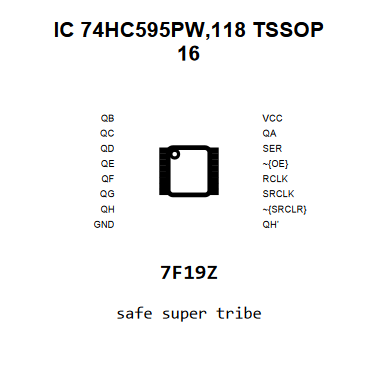 IC 74HC595PW,118 TSSOP
16
QB VCC
QC QA
QD SER
QE ~{OE}
QF RCLK
QG SRCLK
QH ~{SRCLR}
GND QH'
7F19Z
safe super tribe